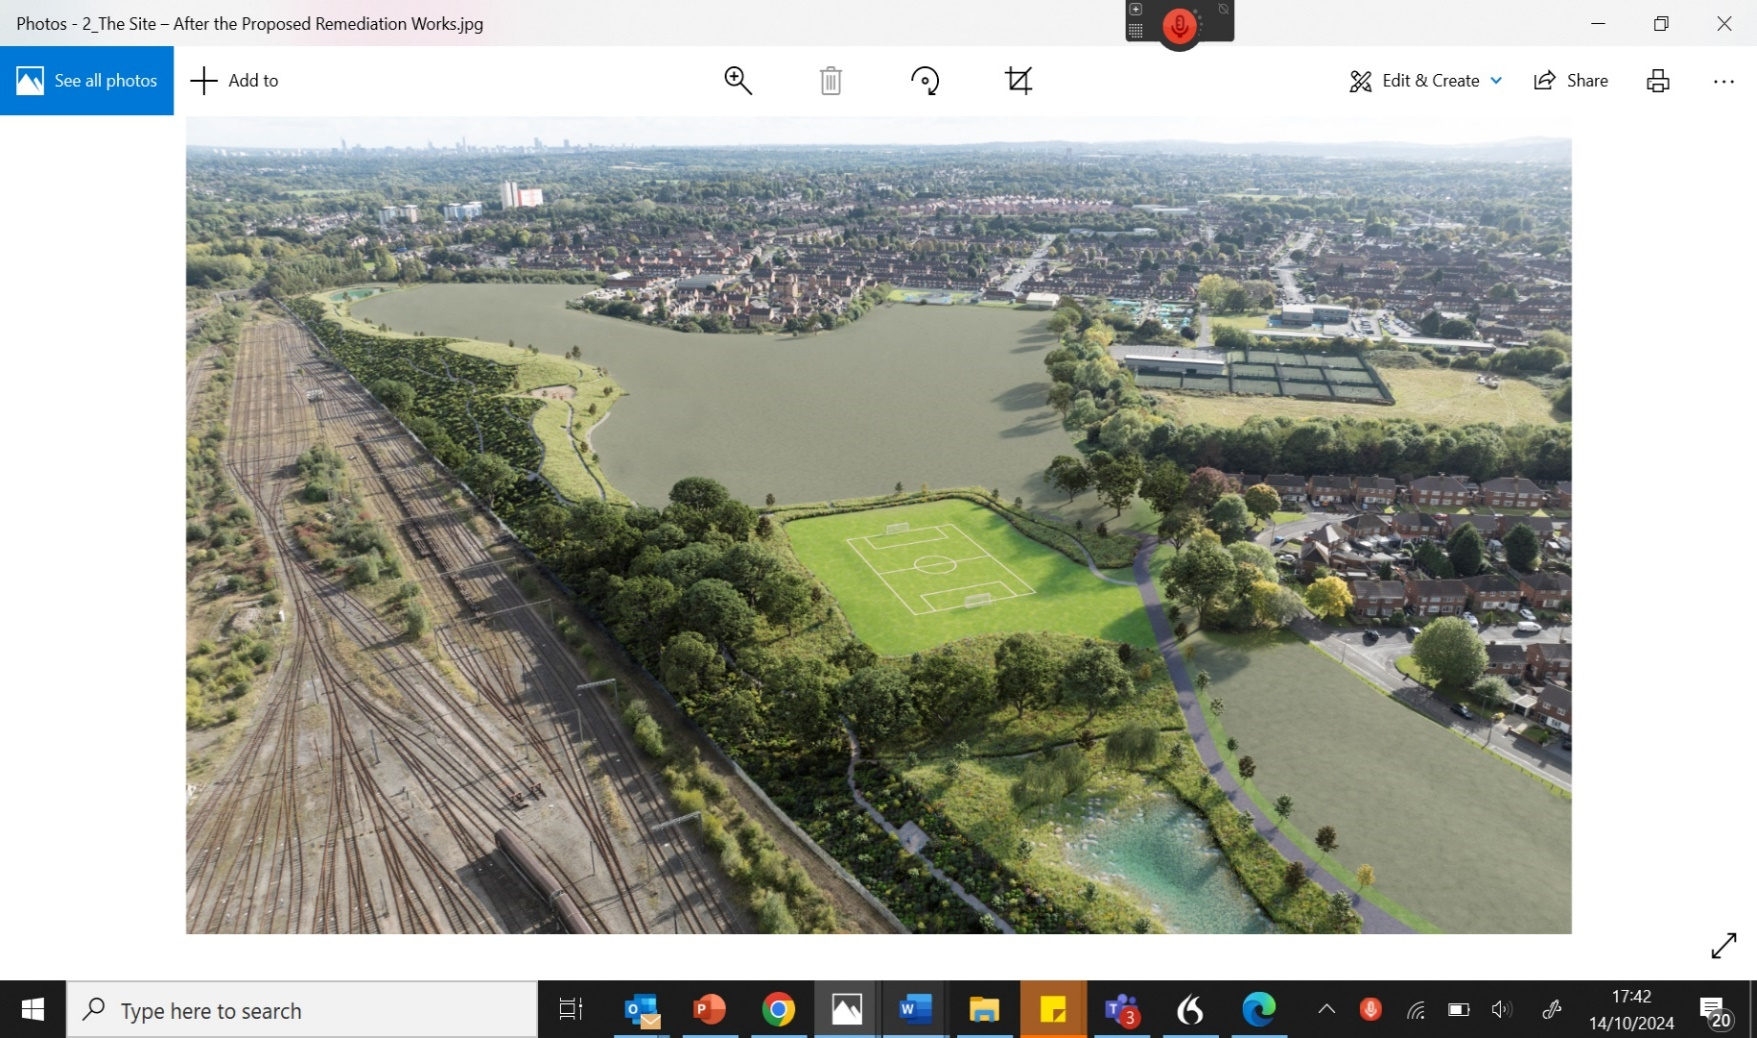 Photos - 2_The Site – After the Proposed Remediation Works.jpg
See all photos
Add to
Edit & Create
Share
Type here to search
3
17:42
14/10/2024
20